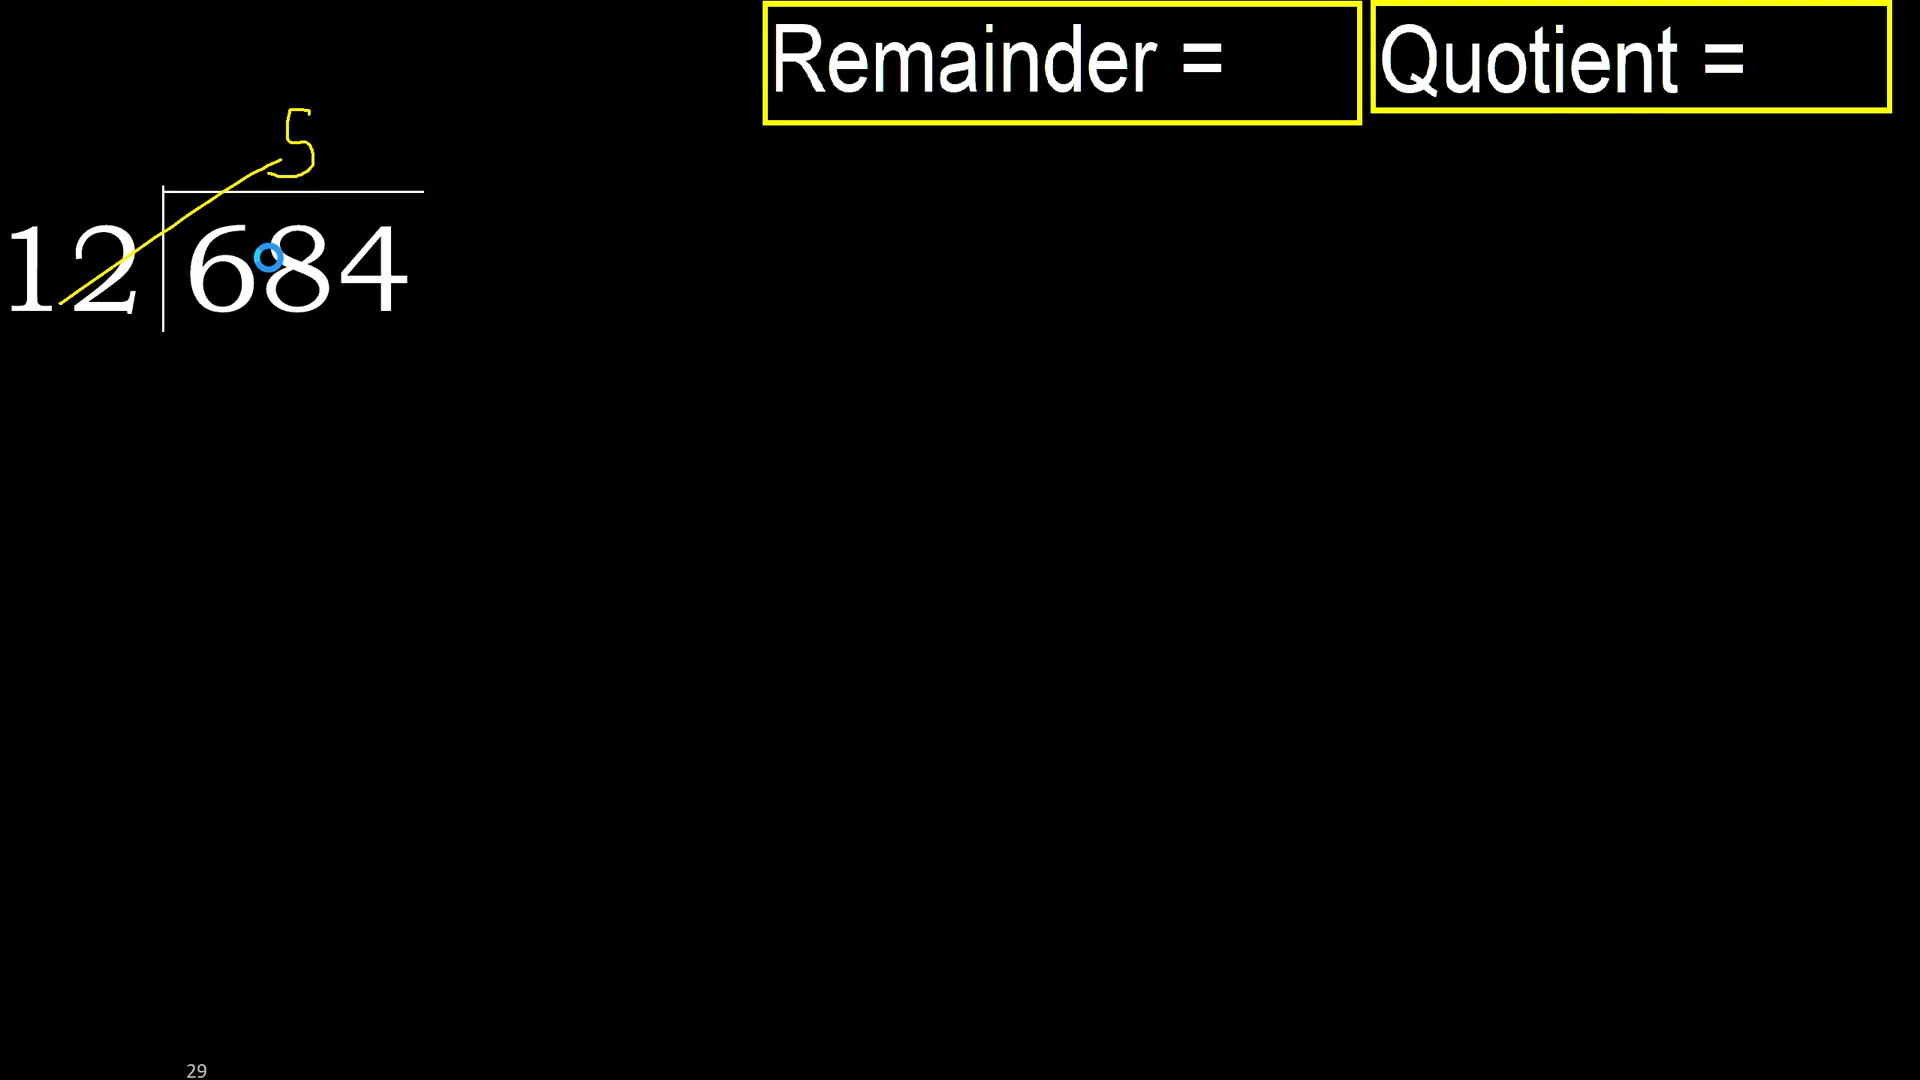 Remainder =
Quotient =
5
12 684
29